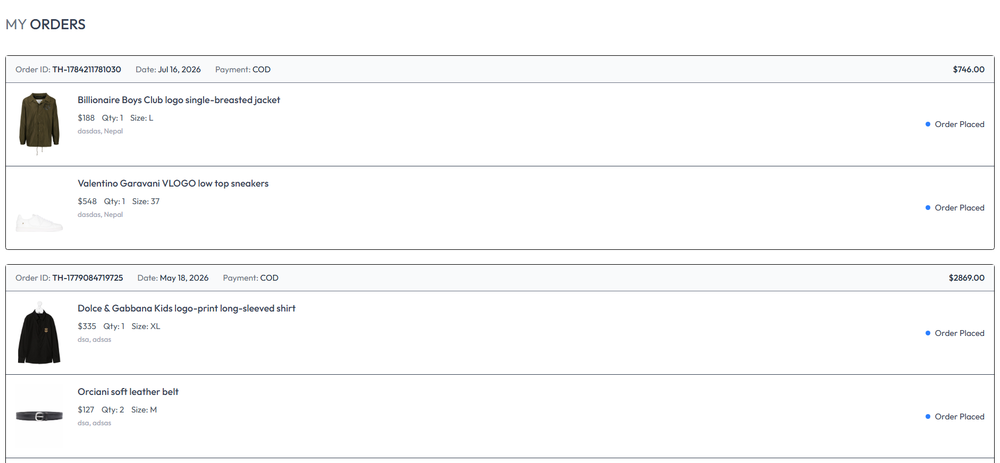 MY ORDERS
Order ID: TH-1784211781030 Date: Jul 16, 2026 Payment: COD $746.00
Billionaire Boys Club logo single-breasted jacket
$188 Qty: 1 Size: L
dasdas, Nepal
Order Placed
Valentino Garavani VLOGO low top sneakers
$548 Qty: 1 Size: 37
dasdas, Nepal
Order Placed
Order ID: TH-1779084719725 Date: May 18, 2026 Payment: COD $2869.00
Dolce & Gabbana Kids logo-print long-sleeved shirt
$335 Qty: 1 Size: XL
dsa, adsas
Order Placed
Orciani soft leather belt
$127 Qty: 2 Size: M
dsa, adsas
Order Placed